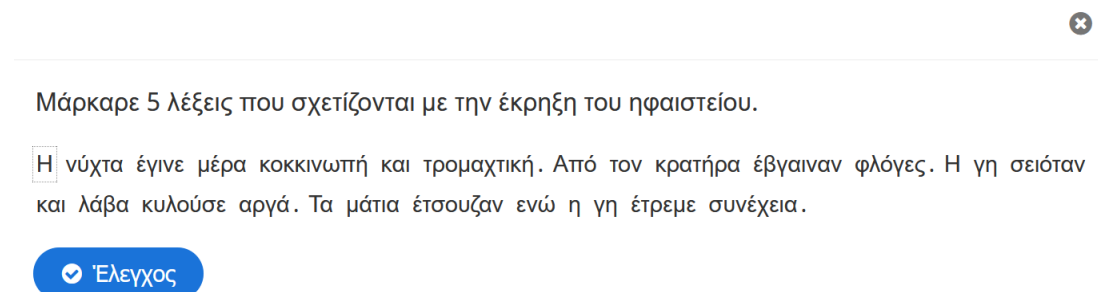 Μάρκαρε 5 λέξεις που σχετίζονται με την έκρηξη του ηφαιστείου.
Η νύχτα έγινε μέρα κοκκινωπή και τρομαχτική. Από τον κρατήρα έβγαιναν φλόγες. Η γη σειόταν
και λάβα κυλούσε αργά. Τα μάτια έτσουζαν ενώ η γη έτρεμε συνέχεια.
Έλεγχος